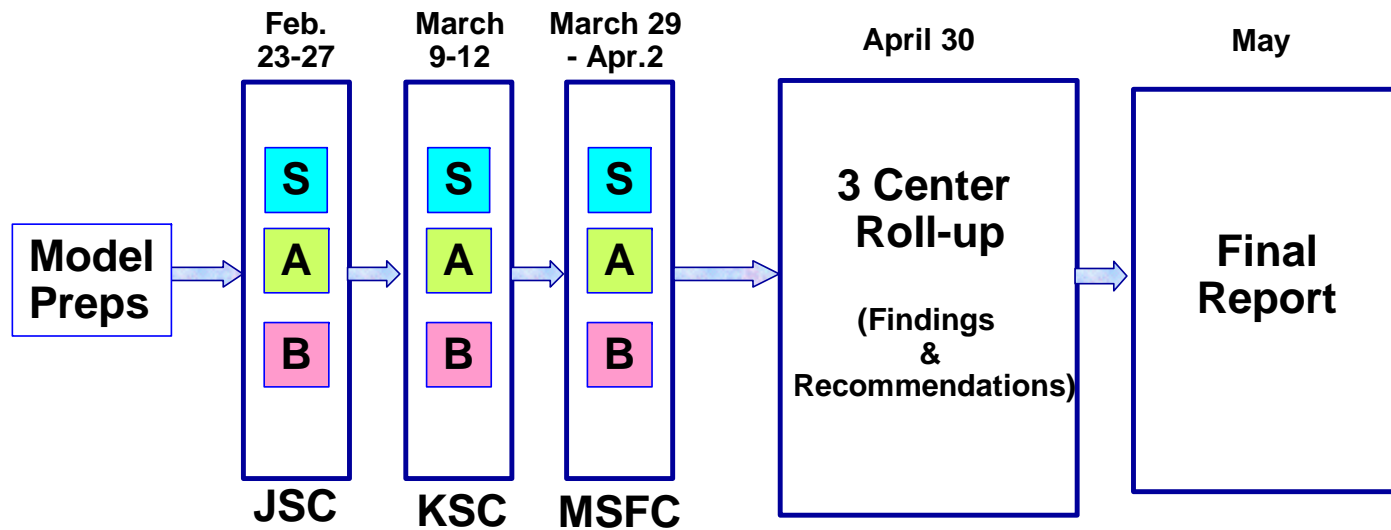 Feb.
23-27
March
9-12
March 29
- Apr.2
April 30
May
Model
Preps
S
A
B
JSC
S
A
B
KSC
S
A
B
MSFC
3 Center
Roll-up
(Findings
&
Recommendations)
Final
Report